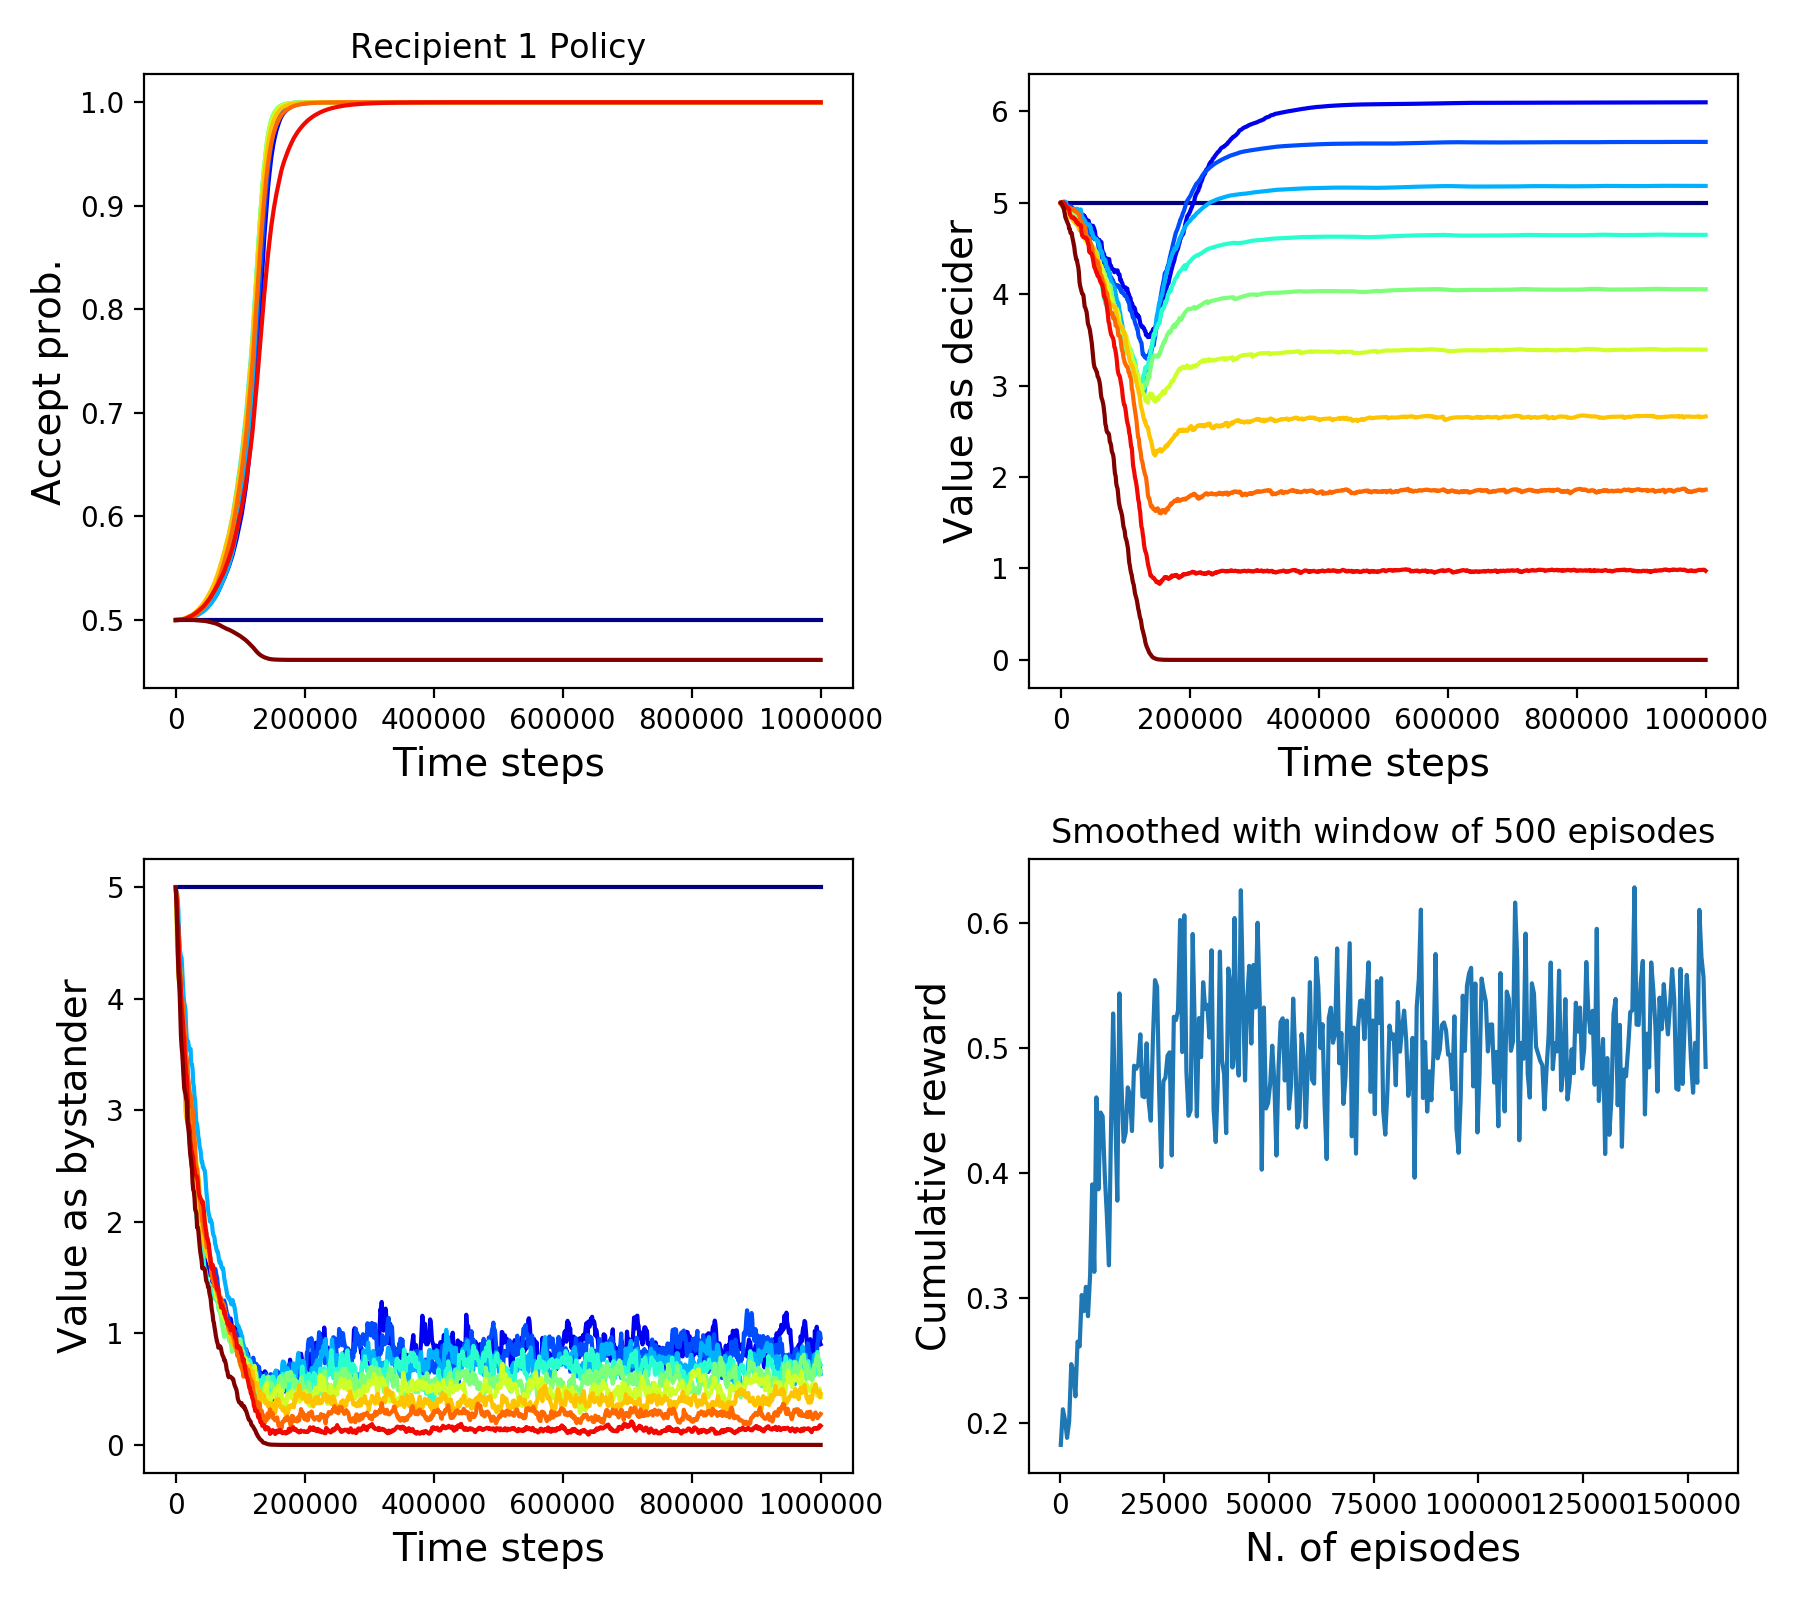 Recipient 1 Policy
Accept prob.
1.0
0.9
0.8
0.7
0.6
0.5
0 200000 400000 600000 800000 1000000
Time steps
Value as decider
6
5
4
3
2
1
0
0 200000 400000 600000 800000 1000000
Time steps
Value as bystander
5
4
3
2
1
0
0 200000 400000 600000 800000 1000000
Time steps
Smoothed with window of 500 episodes
Cumulative reward
0.6
0.5
0.4
0.3
0.2
0 25000 50000 75000 100000 125000 150000
N. of episodes